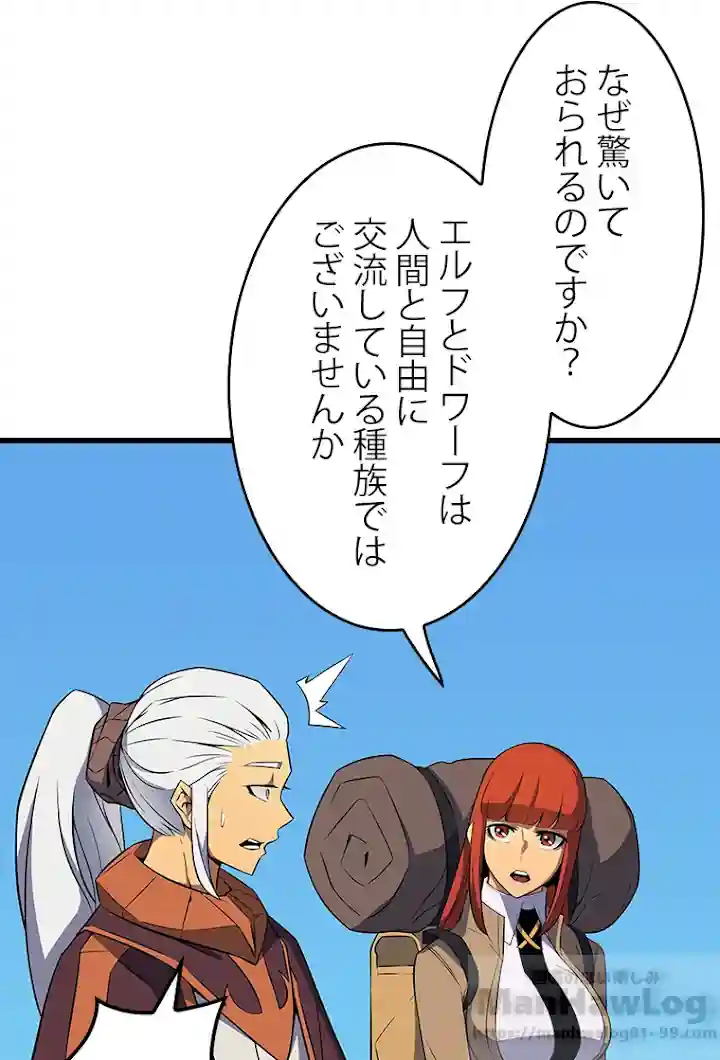 なぜ驚いて
おられるのですか?
エルフとドワーフは
人間と自由に
交流している種族では
ございませんか
ManHawLog